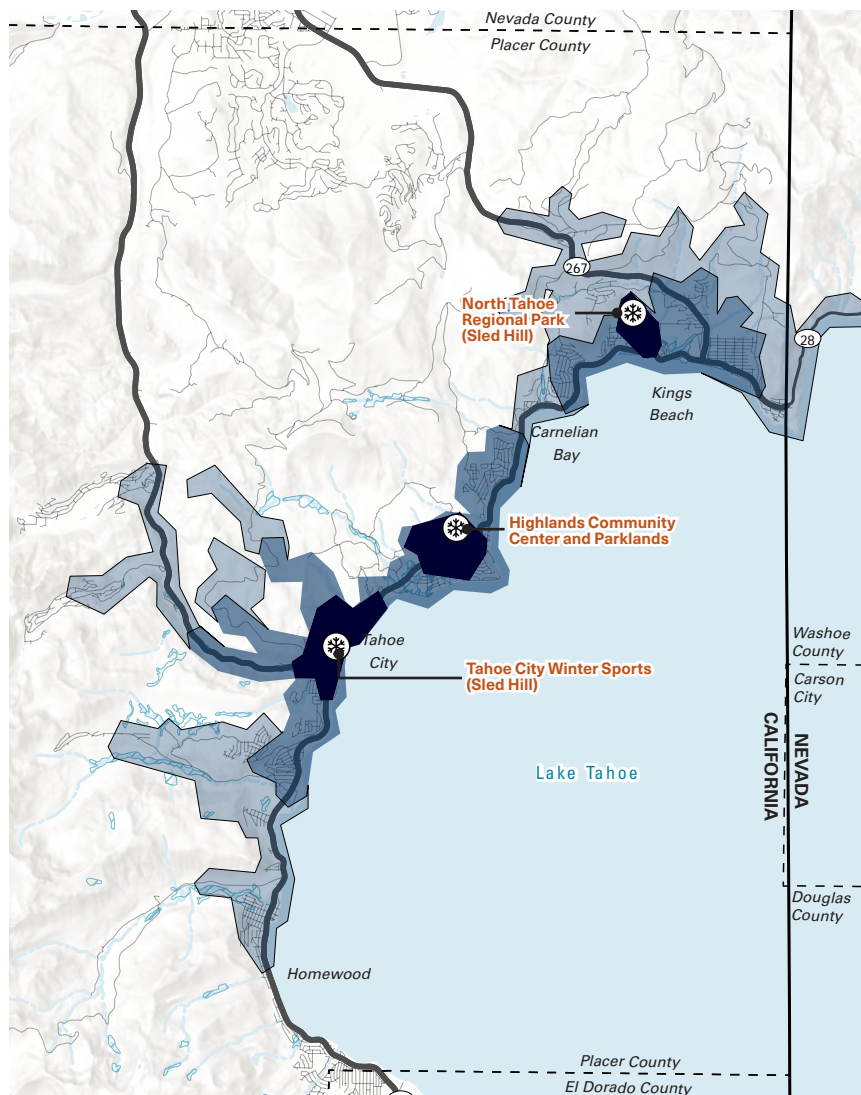 Nevada County
Placer County
267
North Tahoe
Regional Park
(Sled Hill)
28
Kings
Beach
Carnelian
Bay
Highlands Community
Center and Parklands
Tahoe
City
Washoe
County
Tahoe City Winter Sports
(Sled Hill)
Carson
City
CALIFORNIA
NEVADA
Lake Tahoe
Douglas
County
Homewood
Placer County
El Dorado County